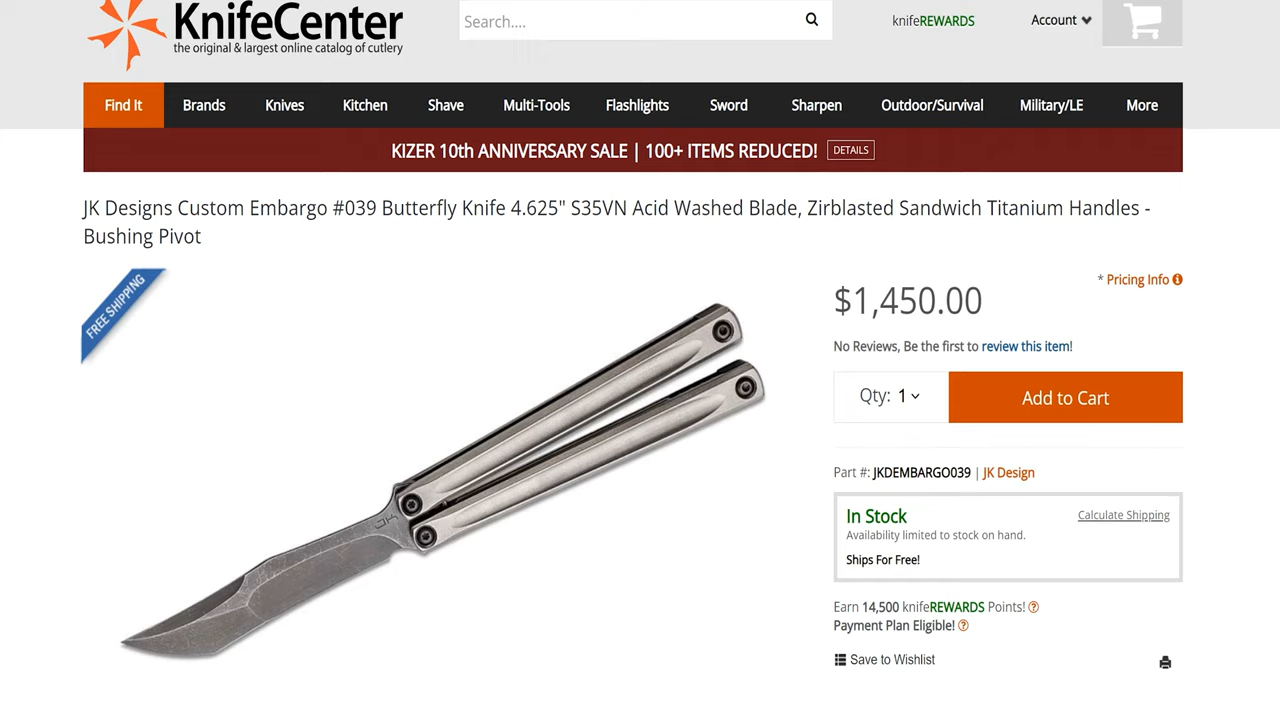 KnifeCenter
the original & largest online catalog of cutlery
Search....
knifeREWARDS
Account
Find It
Brands
Knives
Kitchen
Shave
Multi-Tools
Flashlights
Sword
Sharpen
Outdoor/Survival
Military/LE
More
KIZER 10th ANNIVERSARY SALE | 100+ ITEMS REDUCED! DETAILS
JK Designs Custom Embargo #039 Butterfly Knife 4.625" S35VN Acid Washed Blade, Zirblasted Sandwich Titanium Handles -
Bushing Pivot
FREE SHIPPING
JK
* Pricing Info
$1,450.00
No Reviews, Be the first to review this item!
Qty: 1
Add to Cart
Part #: JKDEMBARGO039 | JK Design
In Stock
Calculate Shipping
Availability limited to stock on hand.
Ships For Free!
Earn 14,500 knifeREWARDS Points!
Payment Plan Eligible!
Save to Wishlist